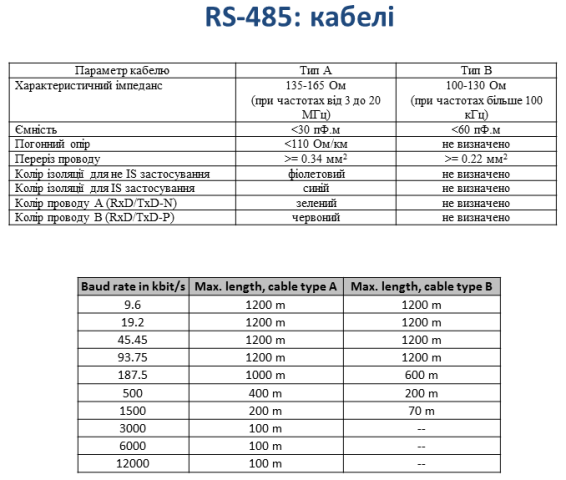 RS-485: кабелі
Параметр кабелю Тип А Тип В
Характеристичний імпеданс 135-165 Ом 100-130 Ом
(при частотах від 3 до 20 (при частотах більше 100
МГц) кГц)
Ємність <30 пФ.м <60 пФ.м
Погонний опір <110 Ом/км не визначено
Переріз проводу >= 0.34 мм² >= 0.22 мм²
Колір ізоляції для не IS застосування фіолетовий не визначено
Колір ізоляції для IS застосування синій не визначено
Колір проводу А (RxD/TxD-N) зелений не визначено
Колір проводу В (RxD/TxD-P) червоний не визначено
Baud rate in kbit/s Max. length, cable type A Max. length, cable type B
9.6 1200 m 1200 m
19.2 1200 m 1200 m
45.45 1200 m 1200 m
93.75 1200 m 1200 m
187.5 1000 m 600 m
500 400 m 200 m
1500 200 m 70 m
3000 100 m --
6000 100 m --
12000 100 m --